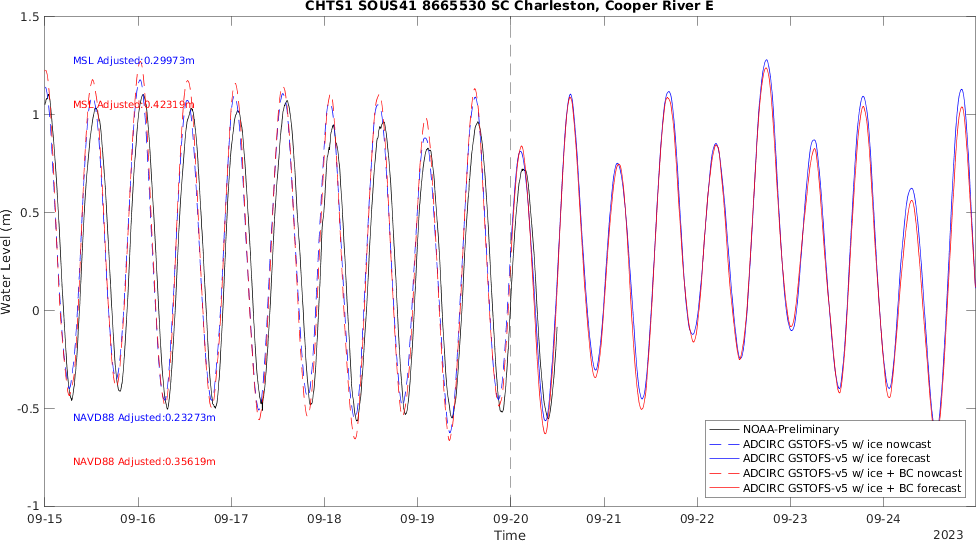 CHTS1 SOUS41 8665530 SC Charleston, Cooper River E
1.5
1
0.5
0
-0.5
-1
Water Level (m)
MSL Adjusted:0.29973m
MSL Adjusted:0.42319m
NAVD88 Adjusted:0.23273m
NAVD88 Adjusted:0.35619m
NOAA-Preliminary
ADCIRC GSTOFS-v5 w/ ice nowcast
ADCIRC GSTOFS-v5 w/ ice forecast
ADCIRC GSTOFS-v5 w/ ice + BC nowcast
ADCIRC GSTOFS-v5 w/ ice + BC forecast
09-15 09-16 09-17 09-18 09-19 09-20 09-21 09-22 09-23 09-24
Time
2023